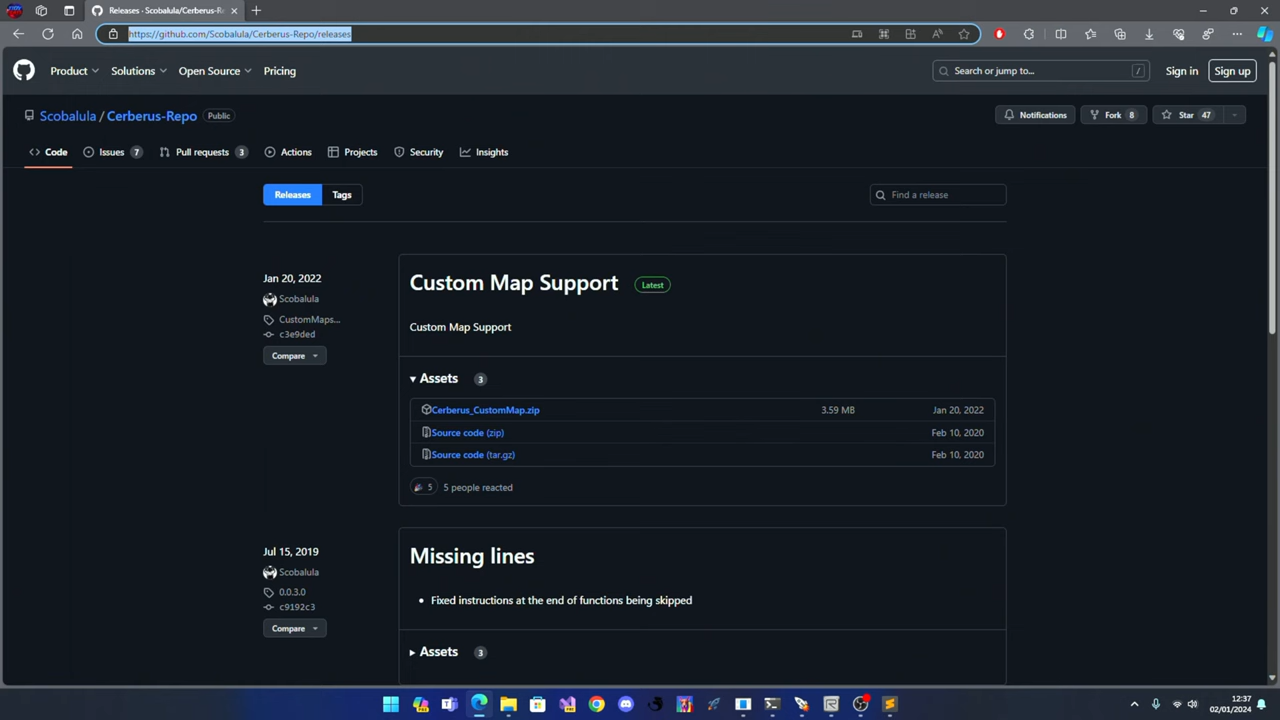 Releases - Scobalula/Cerberus-Re
https://github.com/Scobalula/Cerberus-Repo/releases
Product
Solutions
Open Source
Pricing
Search or jump to...
/
Sign in
Sign up
Scobalula / Cerberus-Repo
Public
Notifications
Fork 8
Star 47
Code
Issues 7
Pull requests 3
Actions
Projects
Security
Insights
Releases
Tags
Find a release
Jan 20, 2022
Scobalula
CustomMaps...
c3e9ded
Compare
Custom Map Support
Latest
Custom Map Support
Assets 3
Cerberus_CustomMap.zip
3.59 MB
Jan 20, 2022
Source code (zip)
Feb 10, 2020
Source code (tar.gz)
Feb 10, 2020
5
5 people reacted
Jul 15, 2019
Scobalula
0.0.3.0
c9192c3
Compare
Missing lines
Fixed instructions at the end of functions being skipped
Assets 3
12:37
02/01/2024